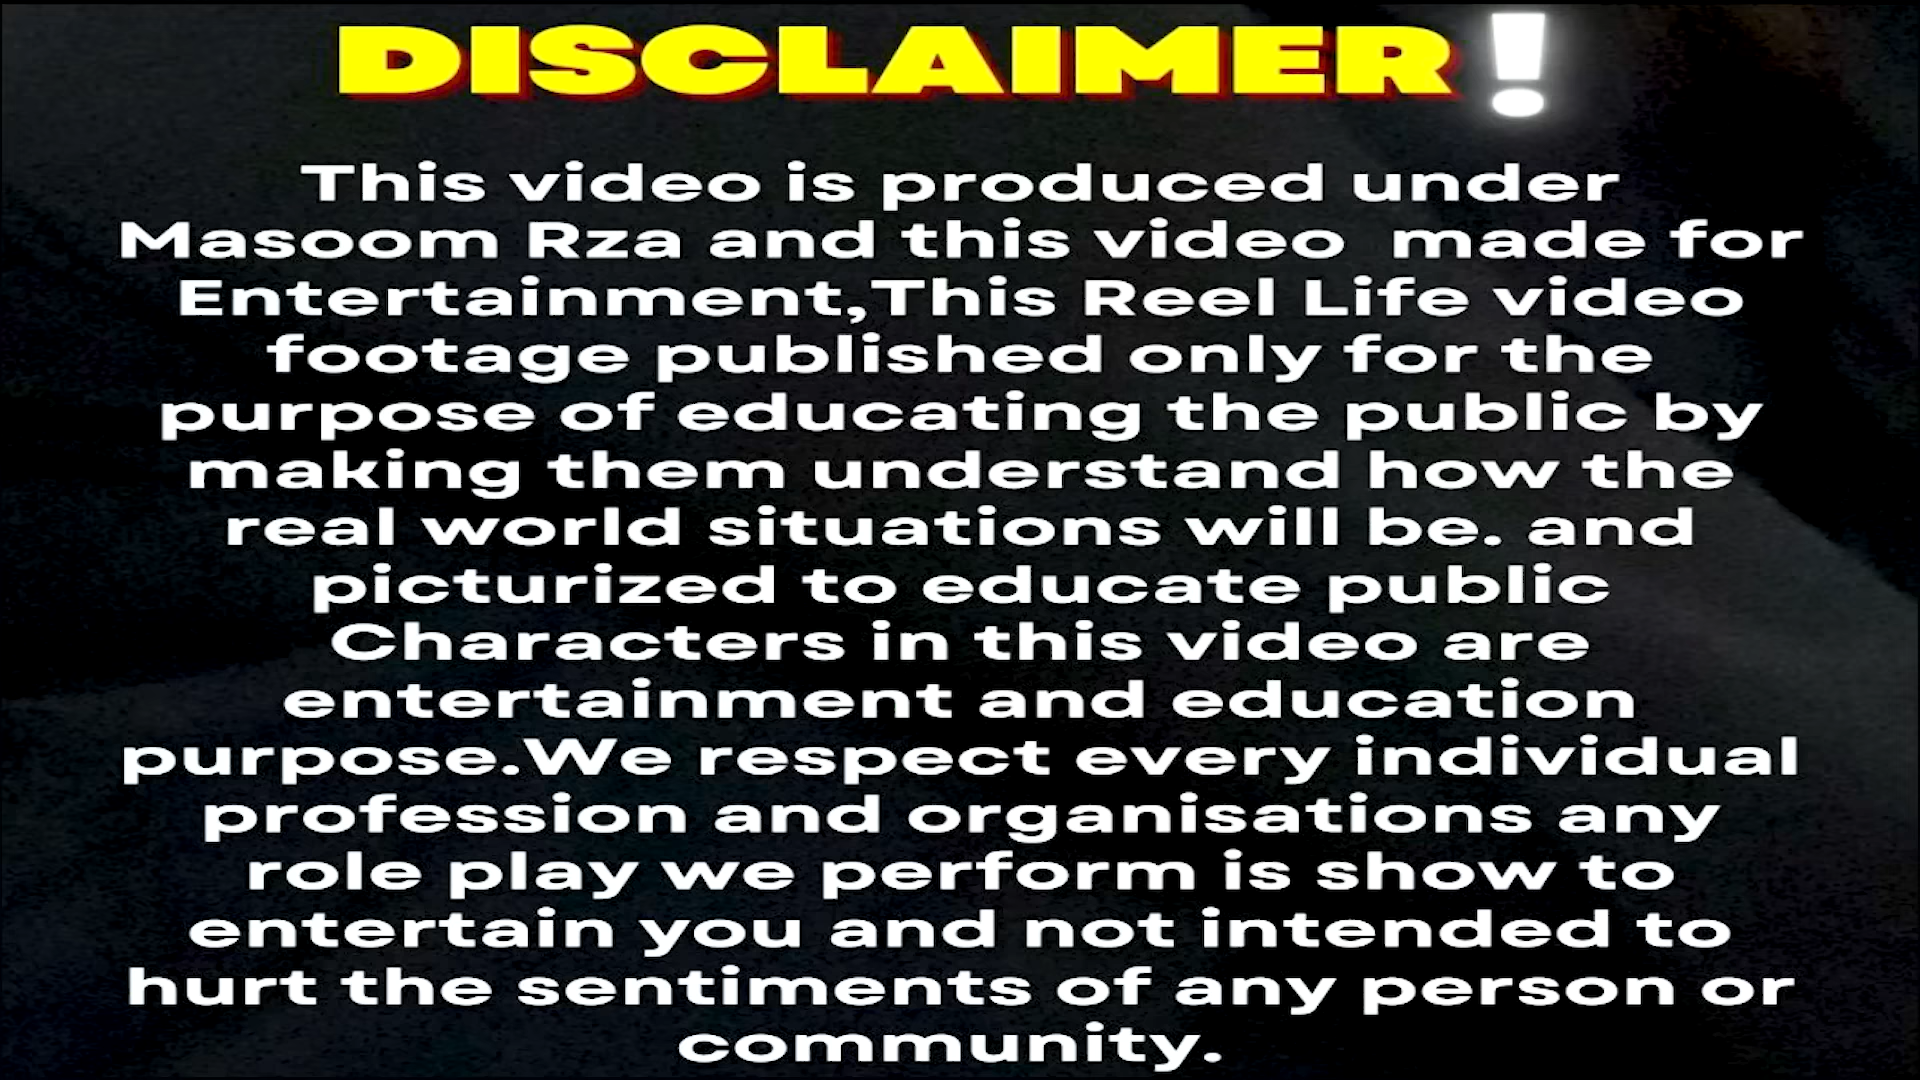 DISCLAIMER!
This video is produced under
Masoom Rza and this video made for
Entertainment,This Reel Life video
footage published only for the
purpose of educating the public by
making them understand how the
real world situations will be. and
picturized to educate public
Characters in this video are
entertainment and education
purpose.We respect every individual
profession and organisations any
role play we perform is show to
entertain you and not intended to
hurt the sentiments of any person or
community.